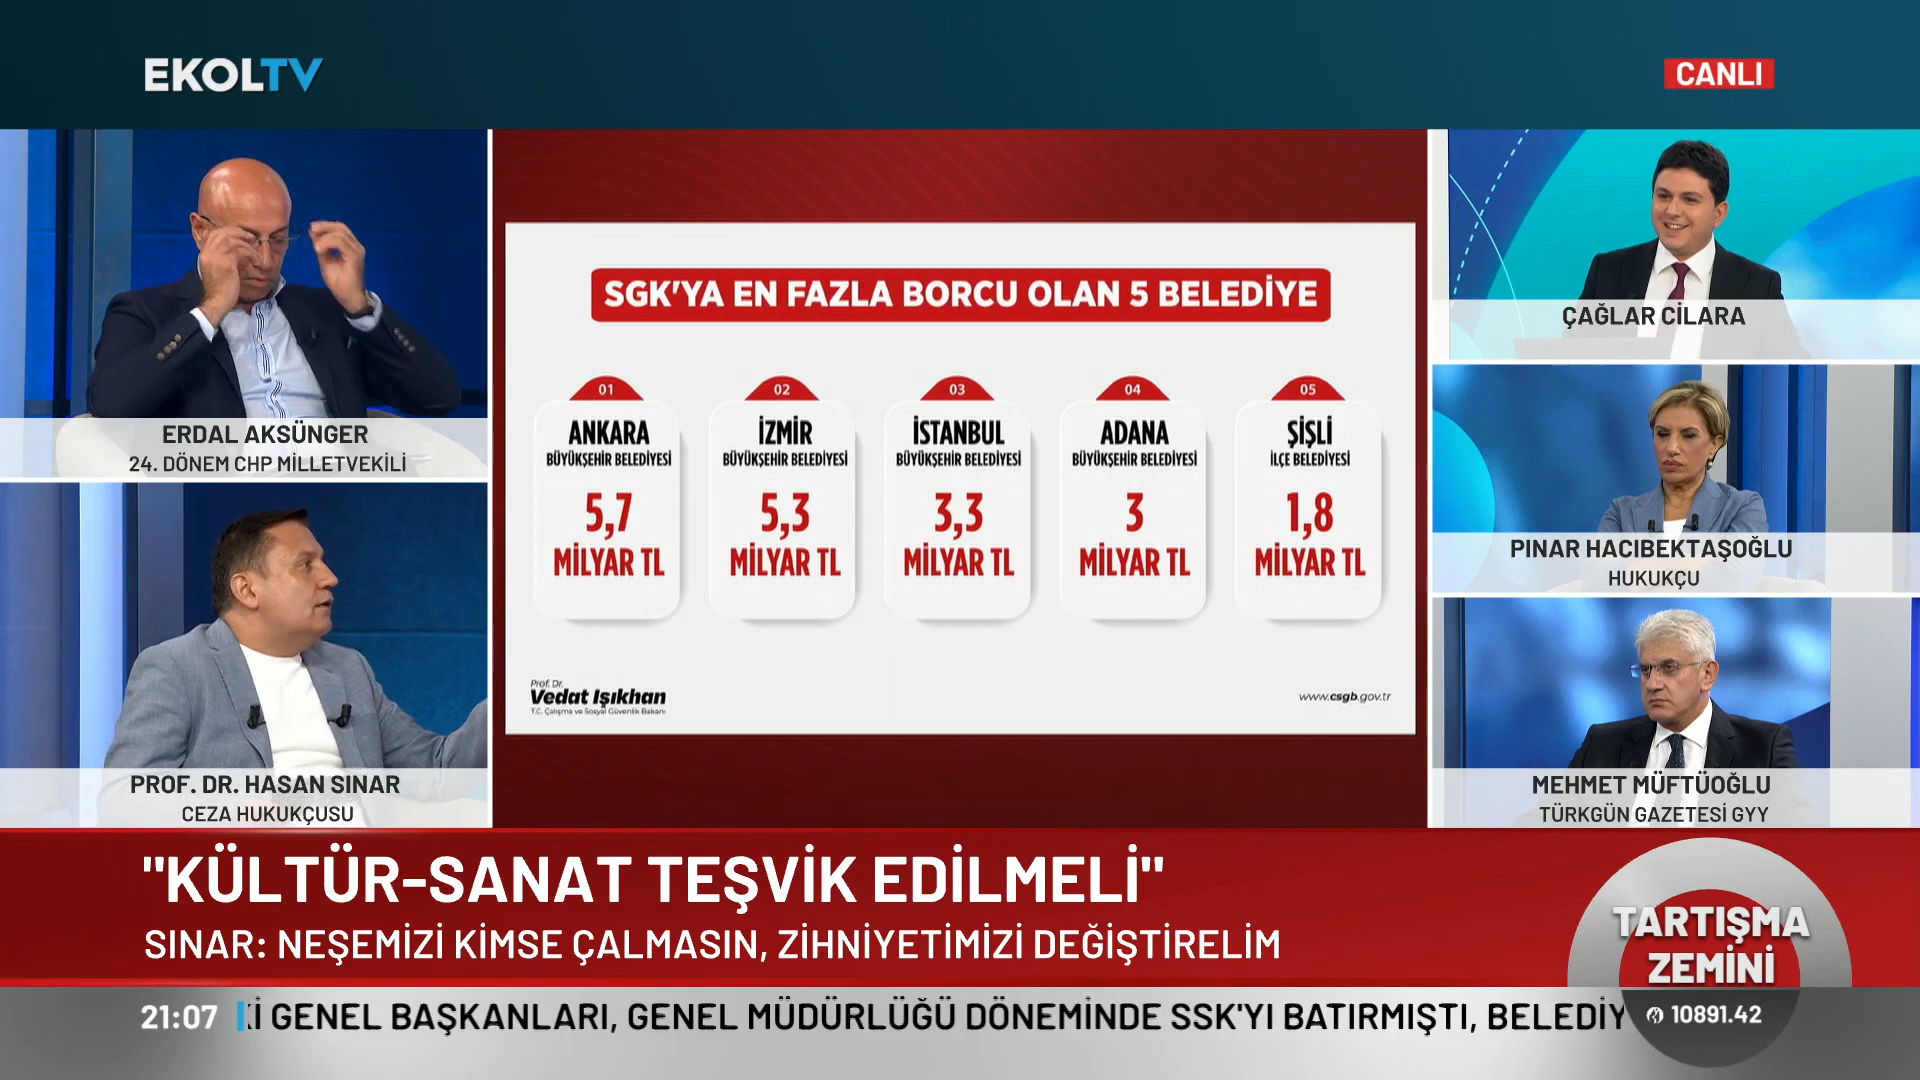 EKOLTV
CANLI
SGK'YA EN FAZLA BORCU OLAN 5 BELEDİYE
01
ANKARA
BÜYÜKŞEHİR BELEDİYESİ
5,7
MİLYAR TL
02
İZMİR
BÜYÜKŞEHİR BELEDİYESİ
5,3
MİLYAR TL
03
İSTANBUL
BÜYÜKŞEHİR BELEDİYESİ
3,3
MİLYAR TL
04
ADANA
BÜYÜKŞEHİR BELEDİYESİ
3
MİLYAR TL
05
ŞİŞLİ
İLÇE BELEDİYESİ
1,8
MİLYAR TL
Prof. Dr.
Vedat Işıkhan
T.C. Çalışma ve Sosyal Güvenlik Bakanı
www.csgb.gov.tr
ERDAL AKSÜNGER
24. DÖNEM CHP MİLLETVEKİLİ
PROF. DR. HASAN SINAR
CEZA HUKUKÇUSU
ÇAĞLAR CİLARA
PINAR HACIBEKTAŞOĞLU
HUKUKÇU
MEHMET MÜFTÜOĞLU
TÜRKGÜN GAZETESİ GYY
"KÜLTÜR-SANAT TEŞVİK EDİLMELİ"
SINAR: NEŞEMİZİ KİMSE ÇALMASIN, ZİHNİYETİMİZİ DEĞİŞTİRELİM
TARTIŞMA
ZEMİNİ
21:07
Kİ GENEL BAŞKANLARI, GENEL MÜDÜRLÜĞÜ DÖNEMİNDE SSK'YI BATIRMIŞTI, BELEDİY
10891.42